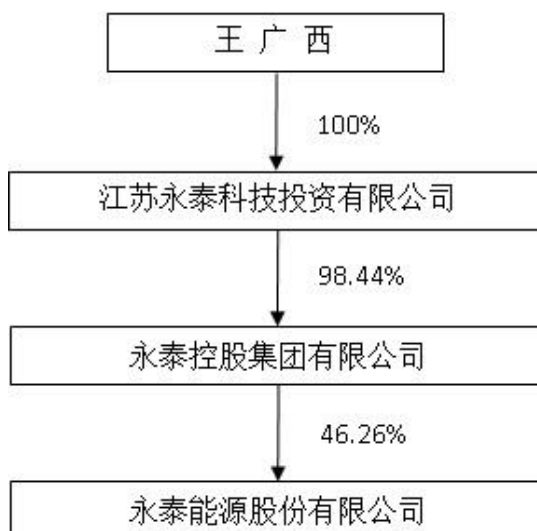 王 广 西
100%
江苏永泰科技投资有限公司
98.44%
永泰控股集团有限公司
46.26%
永泰能源股份有限公司